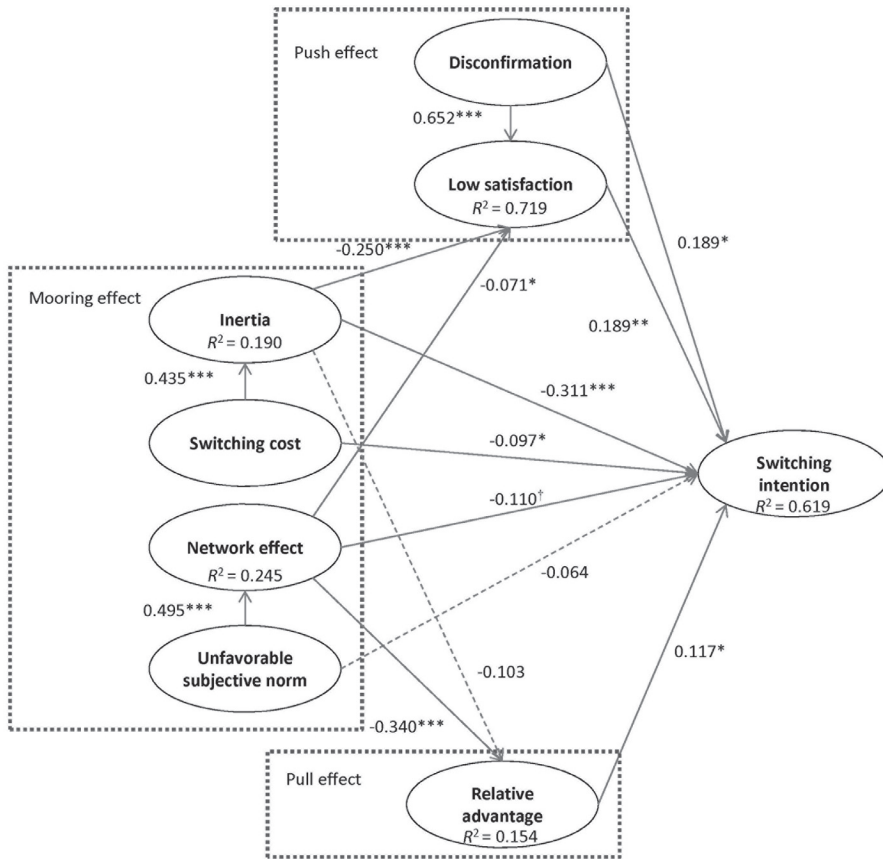 Push effect
Disconfirmation
0.652***
Low satisfaction
R² = 0.719
0.189*
-0.250***
-0.071*
Mooring effect
Inertia
R² = 0.190
0.189**
0.435***
-0.311***
Switching cost
-0.097*
Switching
intention
R² = 0.619
-0.110†
Network effect
R² = 0.245
-0.064
0.495***
Unfavorable
subjective norm
-0.103
0.117*
-0.340***
Pull effect
Relative
advantage
R² = 0.154